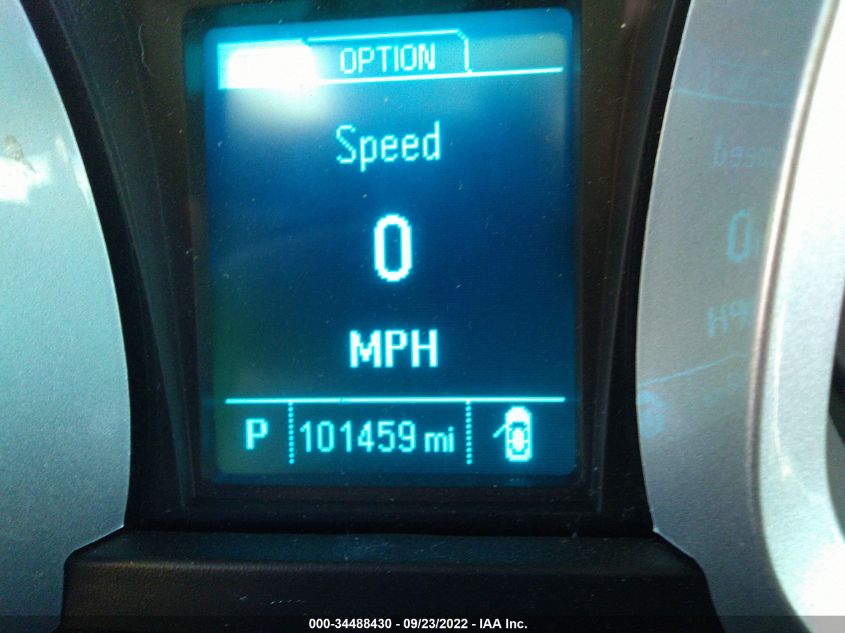 OPTION
Speed
0
MPH
P 101459 mi
000-34488430 - 09/23/2022 - IAA Inc.